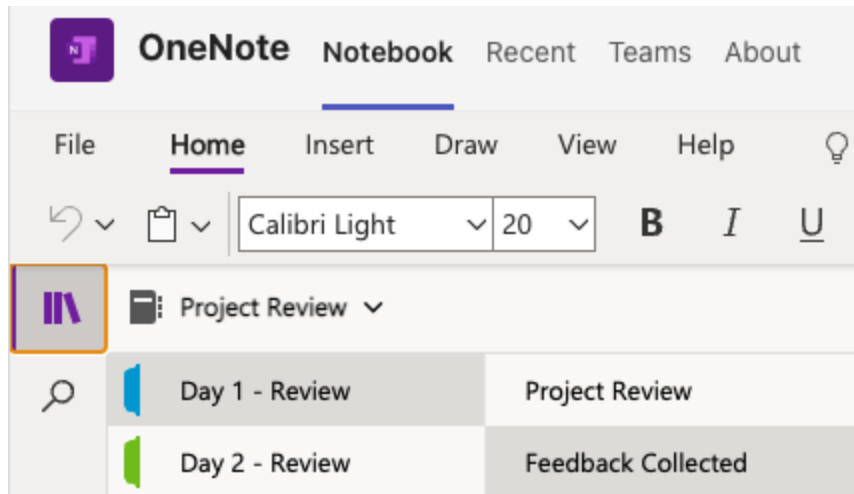 OneNote Notebook Recent Teams About
File Home Insert Draw View Help
Calibri Light 20 B I U
Project Review
Day 1 - Review Project Review
Day 2 - Review Feedback Collected